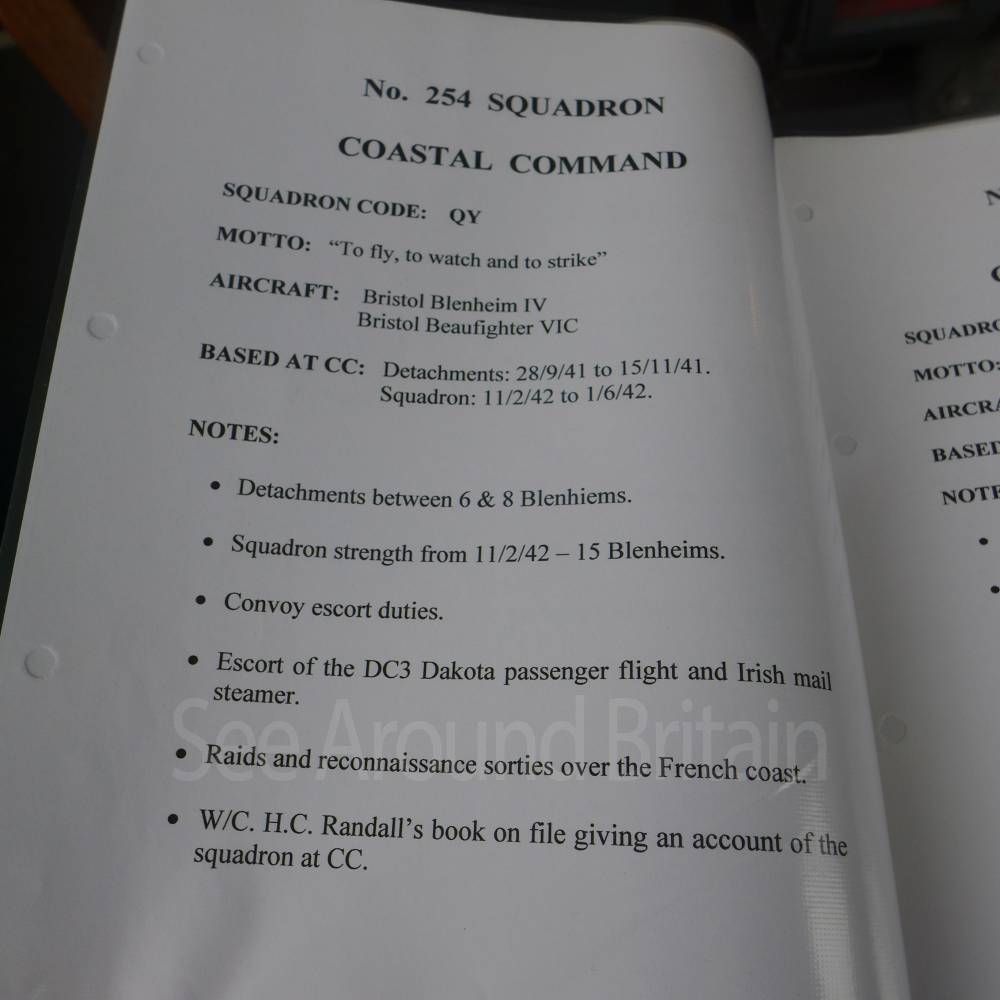 No. 254 SQUADRON
COASTAL COMMAND
SQUADRON CODE: QY
MOTTO: “To fly, to watch and to strike”
AIRCRAFT: Bristol Blenheim IV
Bristol Beaufighter VIC
BASED AT CC: Detachments: 28/9/41 to 15/11/41.
Squadron: 11/2/42 to 1/6/42.
NOTES:
• Detachments between 6 & 8 Blenhiems.
• Squadron strength from 11/2/42 – 15 Blenheims.
• Convoy escort duties.
• Escort of the DC3 Dakota passenger flight and Irish mail
steamer.
• Raids and reconnaissance sorties over the French coast.
• W/C. H.C. Randall’s book on file giving an account of the
squadron at CC.
See Around Britain
MOTTO: